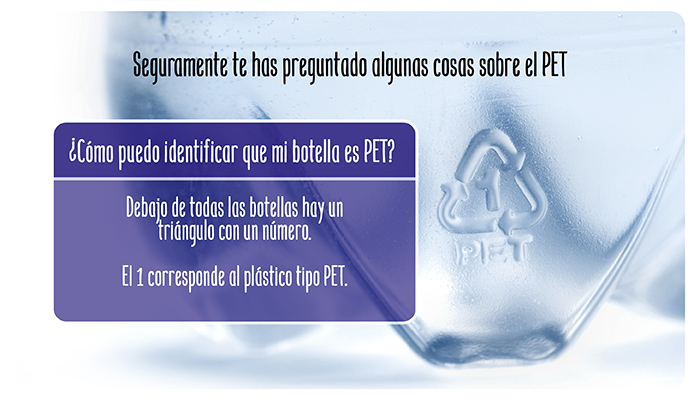 Seguramente te has preguntado algunas cosas sobre el PET
¿Cómo puedo identificar que mi botella es PET?
Debajo de todas las botellas hay un
triángulo con un número.
El 1 corresponde al plástico tipo PET.
1
PET